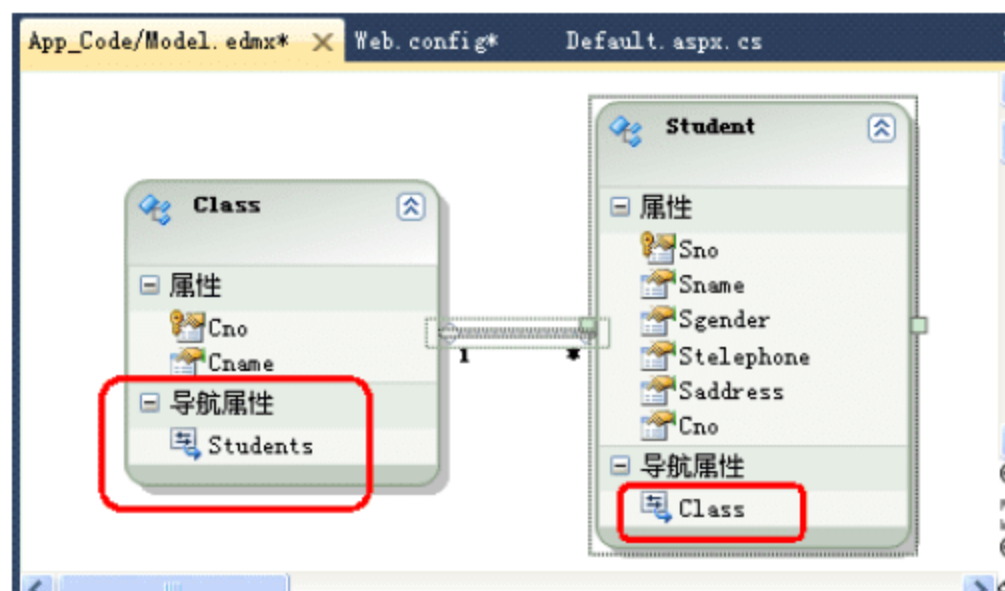 App_Code/Model.edmx* Web.config* Default.aspx.cs
Class
属性
Cno
Cname
导航属性
Students
1
*
Student
属性
Sno
Sname
Sgender
Stelephone
Saddress
Cno
导航属性
Class